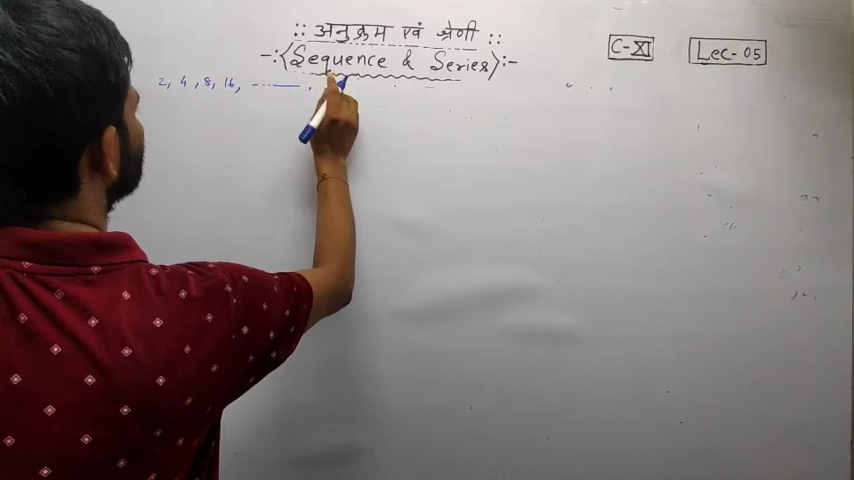 :: अनुक्रम एवं श्रेणी ::
-:〈Sequence & Series〉:-
C-XI
Lec-05
2, 4, 8, 16, ------- ,